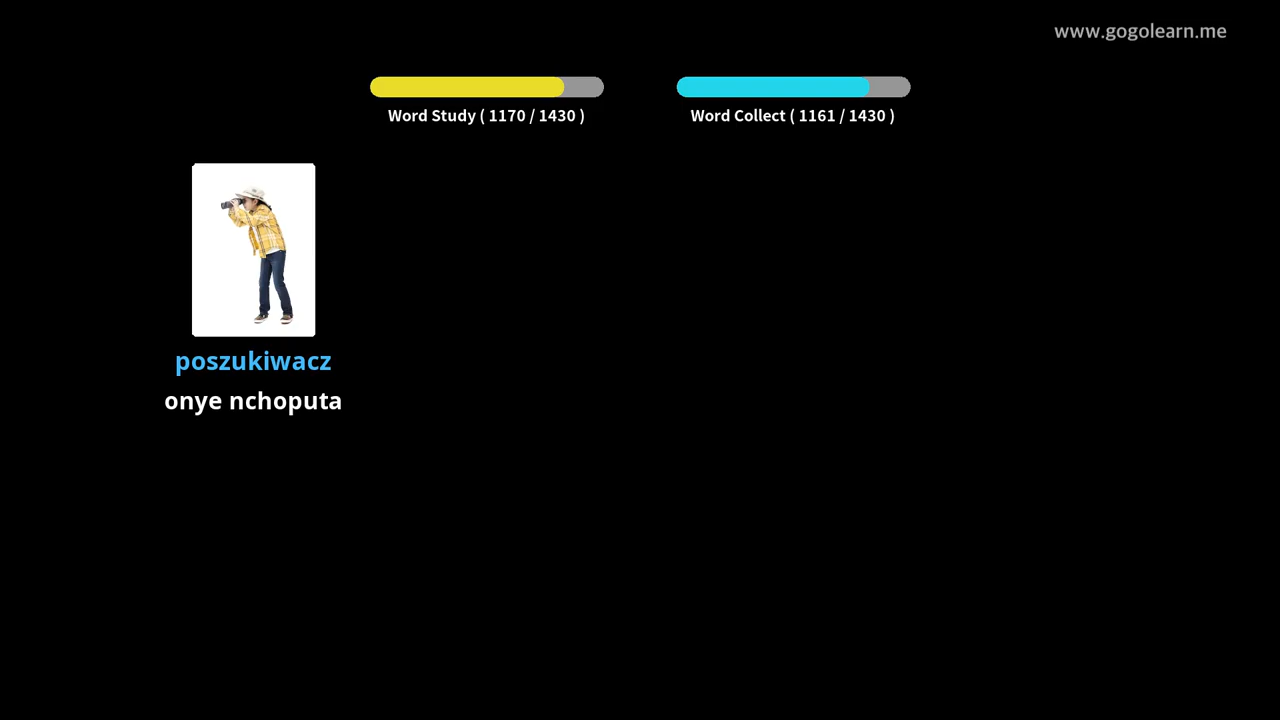 www.gogolearn.me
Word Study ( 1170 / 1430 )
Word Collect ( 1161 / 1430 )
poszukiwacz
onye nchoputa